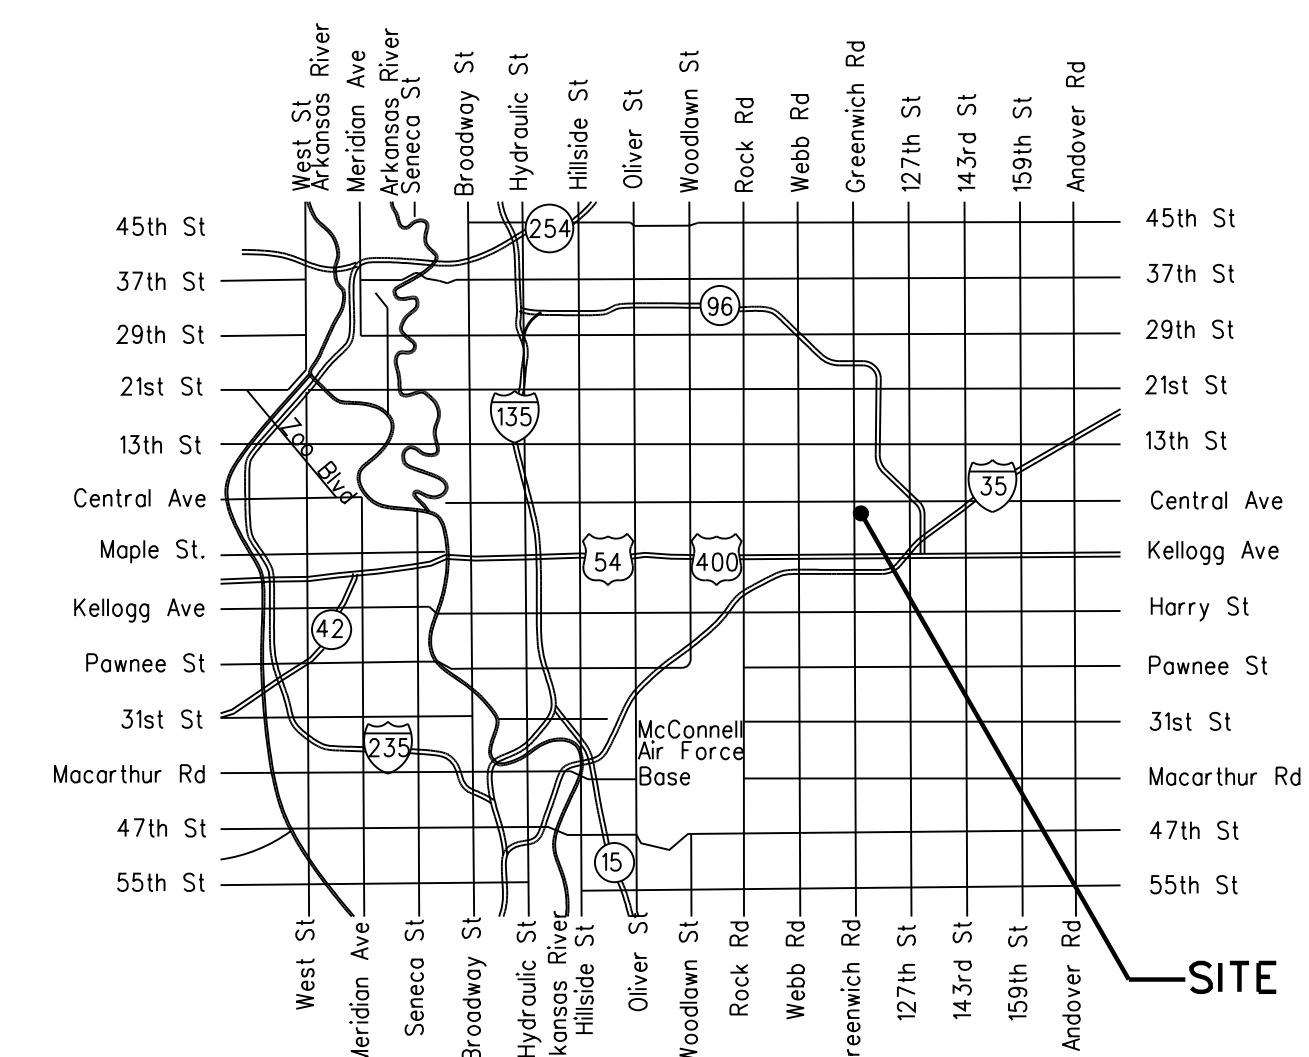 West St
Arkansas River
Meridian Ave
Arkansas River
Seneca St
Broadway St
Hydraulic St
Hillside St
Oliver St
Woodlawn St
Rock Rd
Webb Rd
Greenwich Rd
127th St
143rd St
159th St
Andover Rd
45th St
254
45th St
37th St
37th St
96
29th St
29th St
21st St
21st St
135
Zoo Blvd
13th St
13th St
35
Central Ave
Central Ave
Maple St.
54
400
Kellogg Ave
Kellogg Ave
Harry St
42
Pawnee St
Pawnee St
31st St
31st St
235
McConnell
Air Force
Base
Macarthur Rd
Macarthur Rd
47th St
47th St
15
55th St
55th St
West St
Meridian Ave
Seneca St
Broadway St
Hydraulic St
kansas River
Hillside St
Oliver St
Woodlawn St
Rock Rd
Webb Rd
reenwich Rd
127th St
143rd St
159th St
Andover Rd
SITE